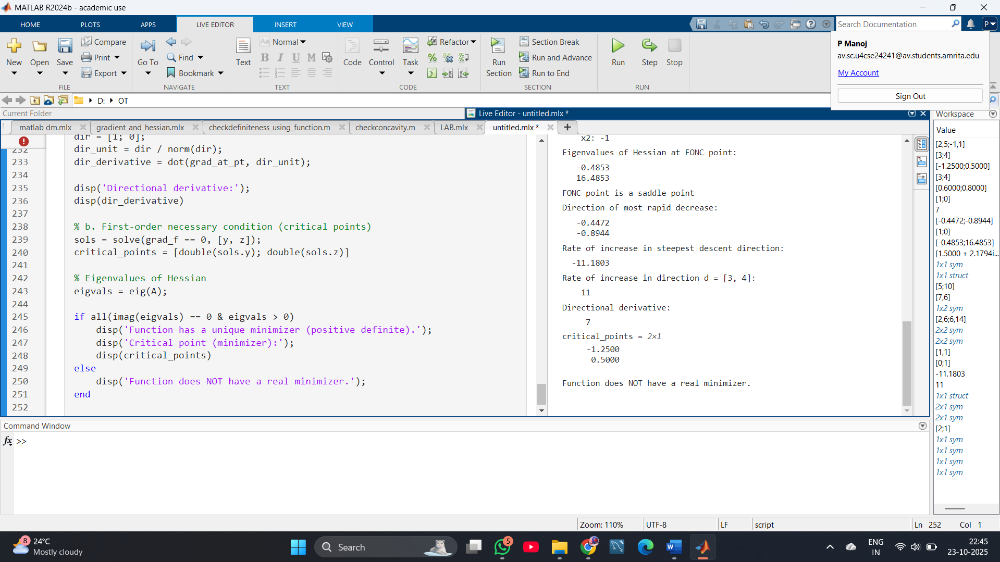 MATLAB R2024b - academic use
HOME PLOTS APPS LIVE EDITOR INSERT VIEW
Search Documentation
P
P Manoj
av.sc.u4cse24241@av.students.amrita.edu
My Account
Sign Out
New Open Save Compare Print Export
FILE
Go To Find Bookmark
NAVIGATE
Text Aa Normal
B I U M
TEXT
Code Control Task Refactor
CODE
Run Section Section Break Run and Advance Run to End
SECTION
Run Step Stop
RUN
D: OT
Current Folder
Live Editor - untitled.mlx *
Workspace
matlab dm.mlx gradient_and_hessian.mlx checkdefiniteness_using_function.m checkconcavity.m LAB.mlx untitled.mlx * +
dir = [1; 0];
232 dir_unit = dir / norm(dir);
233 dir_derivative = dot(grad_at_pt, dir_unit);
234
235 disp('Directional derivative:');
236 disp(dir_derivative)
237
238 % b. First-order necessary condition (critical points)
239 sols = solve(grad_f == 0, [y, z]);
240 critical_points = [double(sols.y); double(sols.z)]
241
242 % Eigenvalues of Hessian
243 eigvals = eig(A);
244
245 if all(imag(eigvals) == 0 & eigvals > 0)
246 disp('Function has a unique minimizer (positive definite).');
247 disp('Critical point (minimizer):');
248 disp(critical_points)
249 else
250 disp('Function does NOT have a real minimizer.');
251 end
252
x2: -1
Eigenvalues of Hessian at FONC point:
-0.4853
16.4853
FONC point is a saddle point
Direction of most rapid decrease:
-0.4472
-0.8944
Rate of increase in steepest descent direction:
-11.1803
Rate of increase in direction d = [3, 4]:
11
Directional derivative:
7
critical_points = 2×1
-1.2500
0.5000
Function does NOT have a real minimizer.
Value
[2,5;-1,1]
[3;4]
[-1.2500;0.5000]
[3;4]
[0.6000;0.8000]
[1;0]
7
[-0.4472;-0.8944]
[1;0]
[-0.4853;16.4853]
[1.5000 + 2.1794i...
1x1 sym
1x1 struct
[5;10]
[7,6]
1x2 sym
[2,6;6,14]
2x2 sym
2x2 sym
[1,1]
[0;1]
-11.1803
11
1x1 struct
2x1 sym
2x1 sym
[2;1]
1x1 sym
1x1 sym
1x1 sym
1x1 sym
Command Window
fx >>
Zoom: 110% UTF-8 LF script Ln 252 Col 1
8 24°C
Mostly cloudy
Search
5
ENG
IN
22:45
23-10-2025